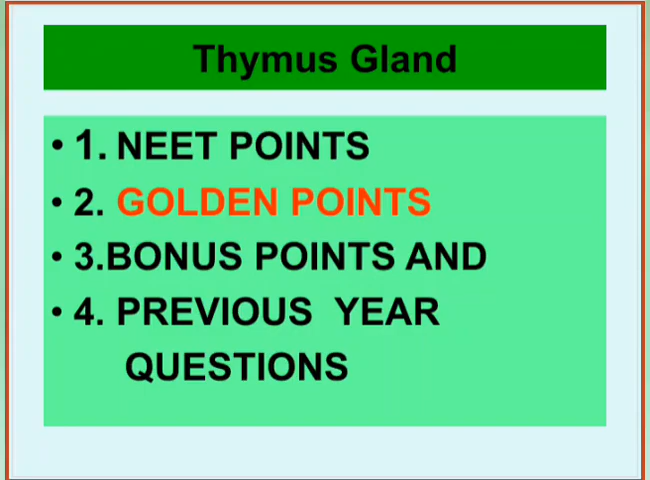 Thymus Gland
• 1. NEET POINTS
• 2. GOLDEN POINTS
• 3.BONUS POINTS AND
• 4. PREVIOUS YEAR
QUESTIONS